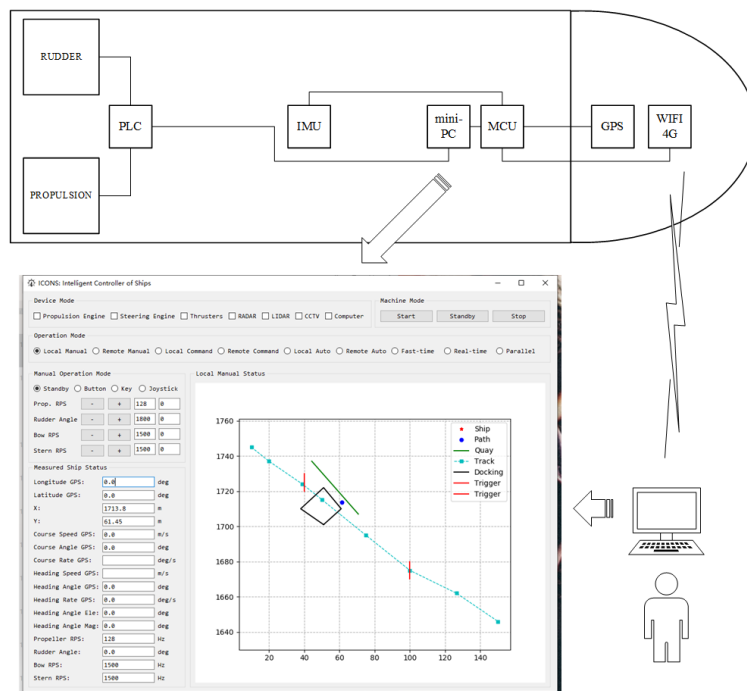 RUDDER
PLC
IMU
mini-
PC
MCU
GPS
WIFI
4G
PROPULSION
ICONS: Intelligent Controller of Ships
Device Mode
Propulsion Engine Steering Engine Thrusters RADAR LIDAR CCTV Computer
Machine Mode
Start Standby Stop
Operation Mode
Local Manual Remote Manual Local Command Remote Command Local Auto Remote Auto Fast-time Real-time Parallel
Manual Operation Mode
Standby Button Key Joystick
Prop. RPS - + 128 0
Rudder Angle - + 1800 0
Bow RPS - + 1500 0
Stern RPS - + 1500 0
Measured Ship Status
Longitude GPS: 0.0 deg
Latitude GPS: 0.0 deg
X: 1713.8 m
Y: 61.45 m
Course Speed GPS: 0.0 m/s
Course Angle GPS: 0.0 deg
Course Rate GPS: deg/s
Heading Speed GPS: m/s
Heading Angle GPS: 0.0 deg
Heading Rate GPS: 0.0 deg/s
Heading Angle Ele: 0.0 deg
Heading Angle Mag: 0.0 deg
Propeller RPS: 128 Hz
Rudder Angle: 0.0 deg
Bow RPS: 1500 Hz
Stern RPS: 1500 Hz
Local Manual Status
1760
1740
1720
1700
1680
1660
1640
20 40 60 80 100 120 140
Ship
Path
Quay
Track
Docking
Trigger
Trigger